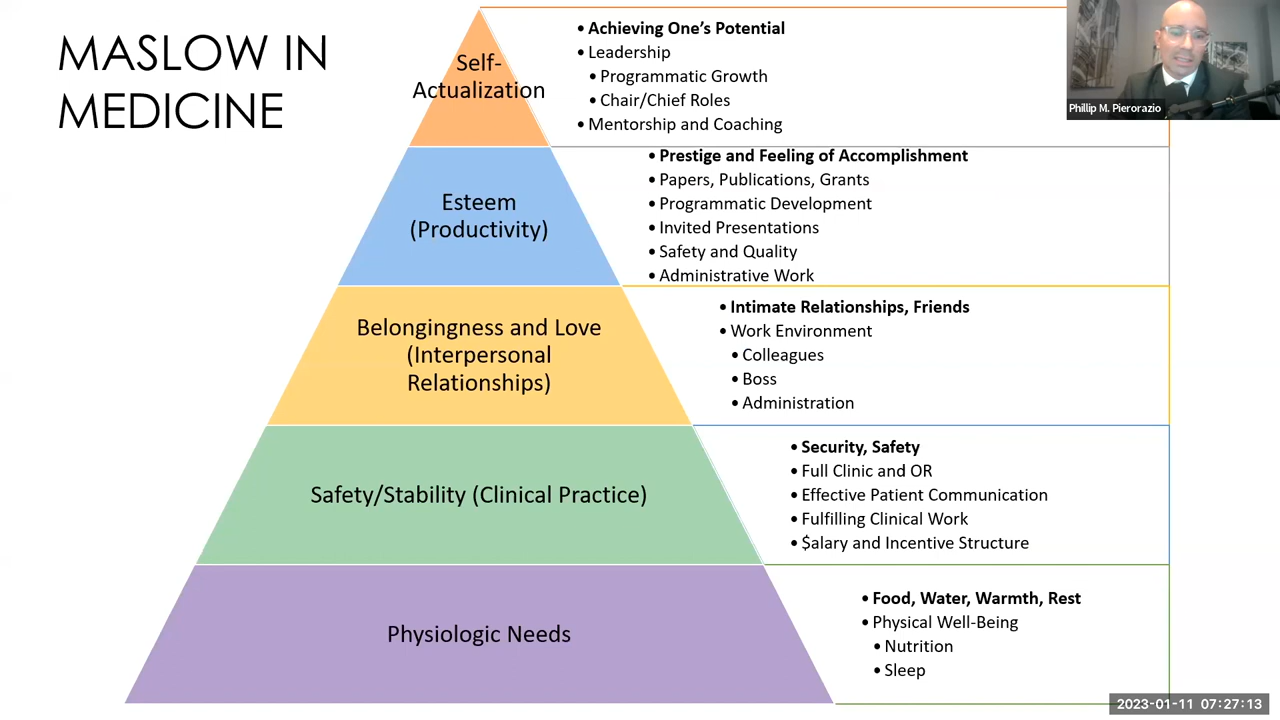 MASLOW IN
MEDICINE
Self-
Actualization
• Achieving One's Potential
• Leadership
• Programmatic Growth
• Chair/Chief Roles
• Mentorship and Coaching
Phillip M. Pierorazio
Esteem
(Productivity)
• Prestige and Feeling of Accomplishment
• Papers, Publications, Grants
• Programmatic Development
• Invited Presentations
• Safety and Quality
• Administrative Work
Belongingness and Love
(Interpersonal
Relationships)
• Intimate Relationships, Friends
• Work Environment
• Colleagues
• Boss
• Administration
Safety/Stability (Clinical Practice)
• Security, Safety
• Full Clinic and OR
• Effective Patient Communication
• Fulfilling Clinical Work
• $alary and Incentive Structure
Physiologic Needs
• Food, Water, Warmth, Rest
• Physical Well-Being
• Nutrition
• Sleep
2023-01-11 07:27:13